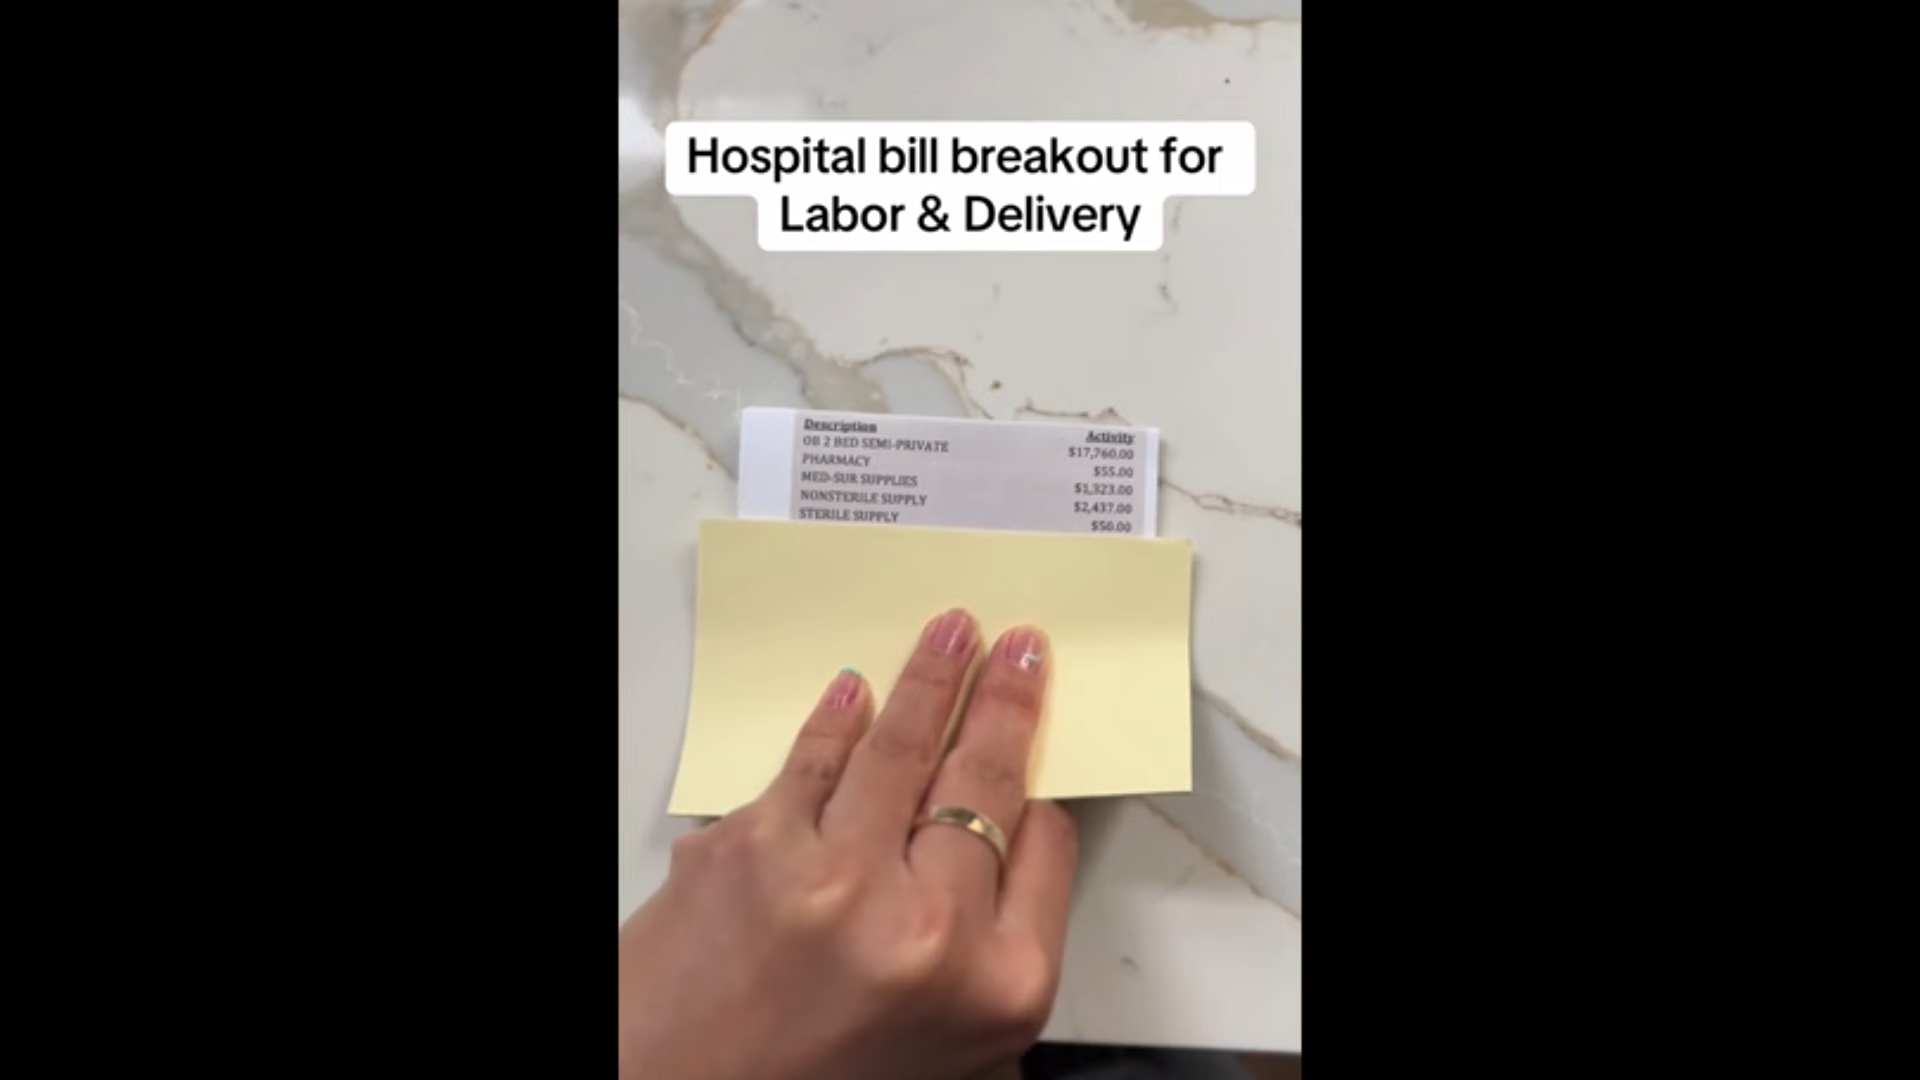 Hospital bill breakout for
Labor & Delivery
Description Activity
OB 2 BED SEMI-PRIVATE $17,760.00
PHARMACY $55.00
MED-SUR SUPPLIES $1,323.00
NONSTERILE SUPPLY $2,437.00
STERILE SUPPLY $50.00